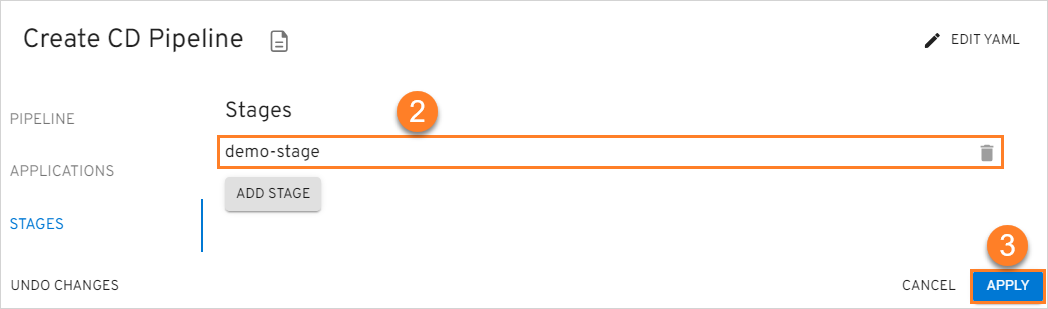 Create CD Pipeline
EDIT YAML
PIPELINE
APPLICATIONS
STAGES
Stages
2
demo-stage
ADD STAGE
3
UNDO CHANGES
CANCEL
APPLY